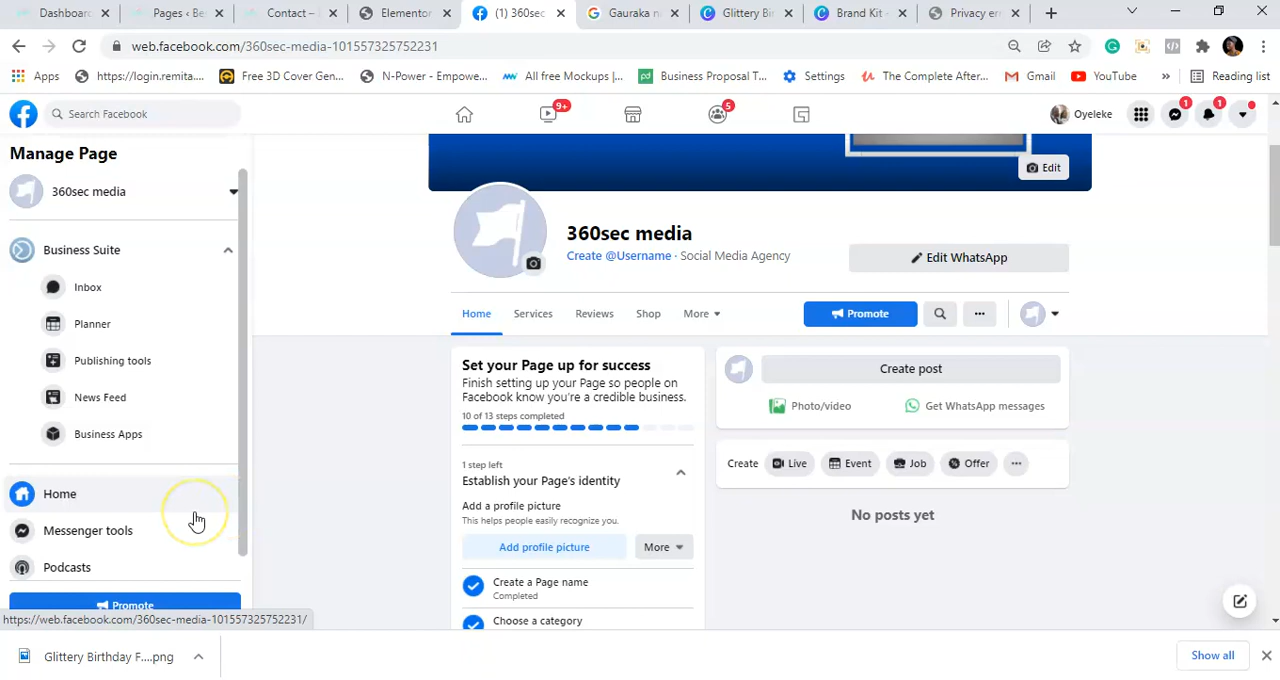 Dashboard
Pages ‹ Be
Contact –
Elementor
(1) 360sec
Gauraka n
Glittery Bi
Brand Kit -
Privacy err
web.facebook.com/360sec-media-101557325752231
Apps
https://login.remita....
Free 3D Cover Gen...
N-Power - Empowe...
All free Mockups |...
Business Proposal T...
Settings
The Complete After...
Gmail
YouTube
»
Reading list
Search Facebook
9+
5
Oyeleke
1
1
Manage Page
360sec media
Business Suite
Inbox
Planner
Publishing tools
News Feed
Business Apps
Home
Messenger tools
Podcasts
Promote
https://web.facebook.com/360sec-media-101557325752231/
Edit
360sec media
Create @Username · Social Media Agency
Edit WhatsApp
Home
Services
Reviews
Shop
More
Promote
Set your Page up for success
Finish setting up your Page so people on
Facebook know you're a credible business.
10 of 13 steps completed
1 step left
Establish your Page's identity
Add a profile picture
This helps people easily recognize you.
Add profile picture
More
Create a Page name
Completed
Choose a category
Create post
Photo/video
Get WhatsApp messages
Create
Live
Event
Job
Offer
No posts yet
Glittery Birthday F....png
Show all